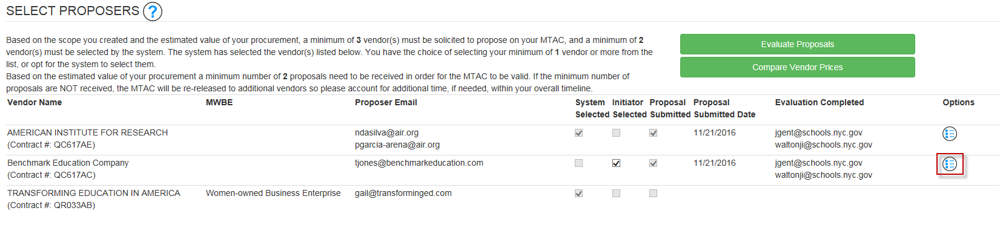 SELECT PROPOSERS ?
Based on the scope you created and the estimated value of your procurement, a minimum of 3 vendor(s) must be solicited to propose on your MTAC, and a minimum of 2
vendor(s) must be selected by the system. The system has selected the vendor(s) listed below. You have the choice of selecting your minimum of 1 vendor or more from the
list, or opt for the system to select them.
Based on the estimated value of your procurement a minimum number of 2 proposals need to be received in order for the MTAC to be valid. If the minimum number of
proposals are NOT received, the MTAC will be re-released to additional vendors so please account for additional time, if needed, within your overall timeline.
Evaluate Proposals
Compare Vendor Prices
Vendor Name MWBE Proposer Email System Initiator Proposal Proposal Evaluation Completed Options
Selected Selected Submitted Submitted Date
AMERICAN INSTITUTE FOR RESEARCH ndasilva@air.org 11/21/2016 jgent@schools.nyc.gov
(Contract #: QC617AE) pgarcia-arena@air.org waltonji@schools.nyc.gov
Benchmark Education Company tjones@benchmarkeducation.com 11/21/2016 jgent@schools.nyc.gov
(Contract #: QC617AC) waltonji@schools.nyc.gov
TRANSFORMING EDUCATION IN AMERICA Women-owned Business Enterprise gail@transforminged.com
(Contract #: QR033AB)